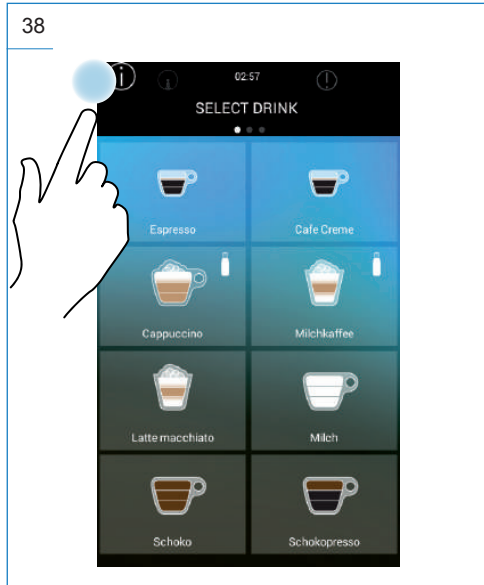 38
02:57
SELECT DRINK
Espresso
Cafe Creme
Cappuccino
Milchkaffee
Latte macchiato
Milch
Schoko
Schokopresso